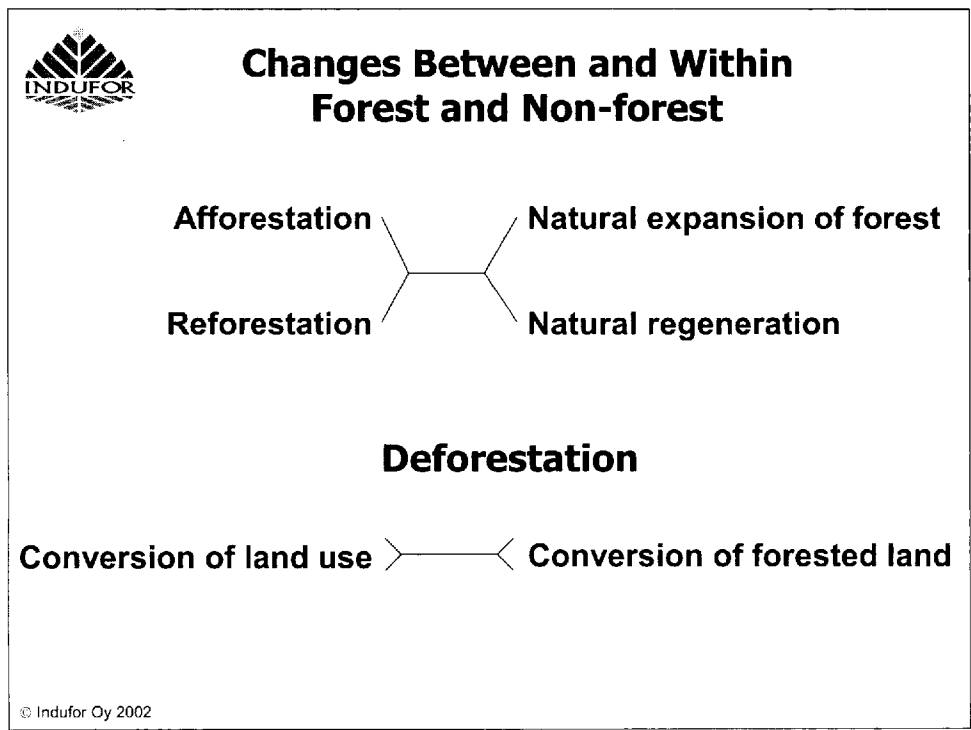 INDUFOR
Changes Between and Within
Forest and Non-forest
Afforestation
Natural expansion of forest
Reforestation
Natural regeneration
Deforestation
Conversion of land use
Conversion of forested land
© Indufor Oy 2002